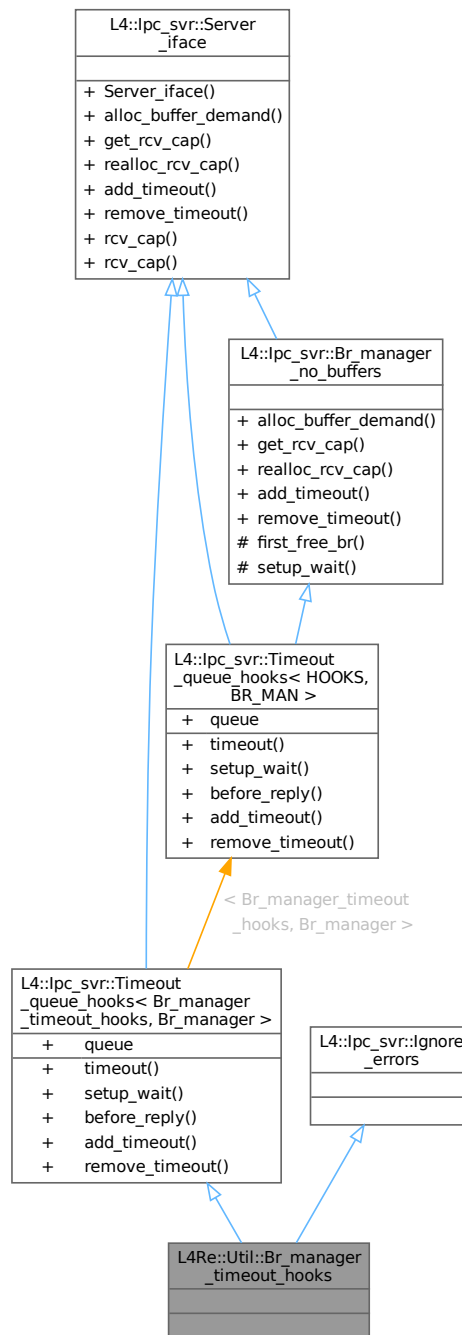 L4::Ipc_svr::Server
_iface
+ Server_iface()
+ alloc_buffer_demand()
+ get_rcv_cap()
+ realloc_rcv_cap()
+ add_timeout()
+ remove_timeout()
+ rcv_cap()
+ rcv_cap()
L4::Ipc_svr::Br_manager
_no_buffers
+ alloc_buffer_demand()
+ get_rcv_cap()
+ realloc_rcv_cap()
+ add_timeout()
+ remove_timeout()
# first_free_br()
# setup_wait()
L4::Ipc_svr::Timeout
_queue_hooks< HOOKS,
BR_MAN >
+ queue
+ timeout()
+ setup_wait()
+ before_reply()
+ add_timeout()
+ remove_timeout()
< Br_manager_timeout
_hooks, Br_manager >
L4::Ipc_svr::Timeout
_queue_hooks< Br_manager
_timeout_hooks, Br_manager >
+ queue
+ timeout()
+ setup_wait()
+ before_reply()
+ add_timeout()
+ remove_timeout()
L4::Ipc_svr::Ignore
_errors
L4Re::Util::Br_manager
_timeout_hooks